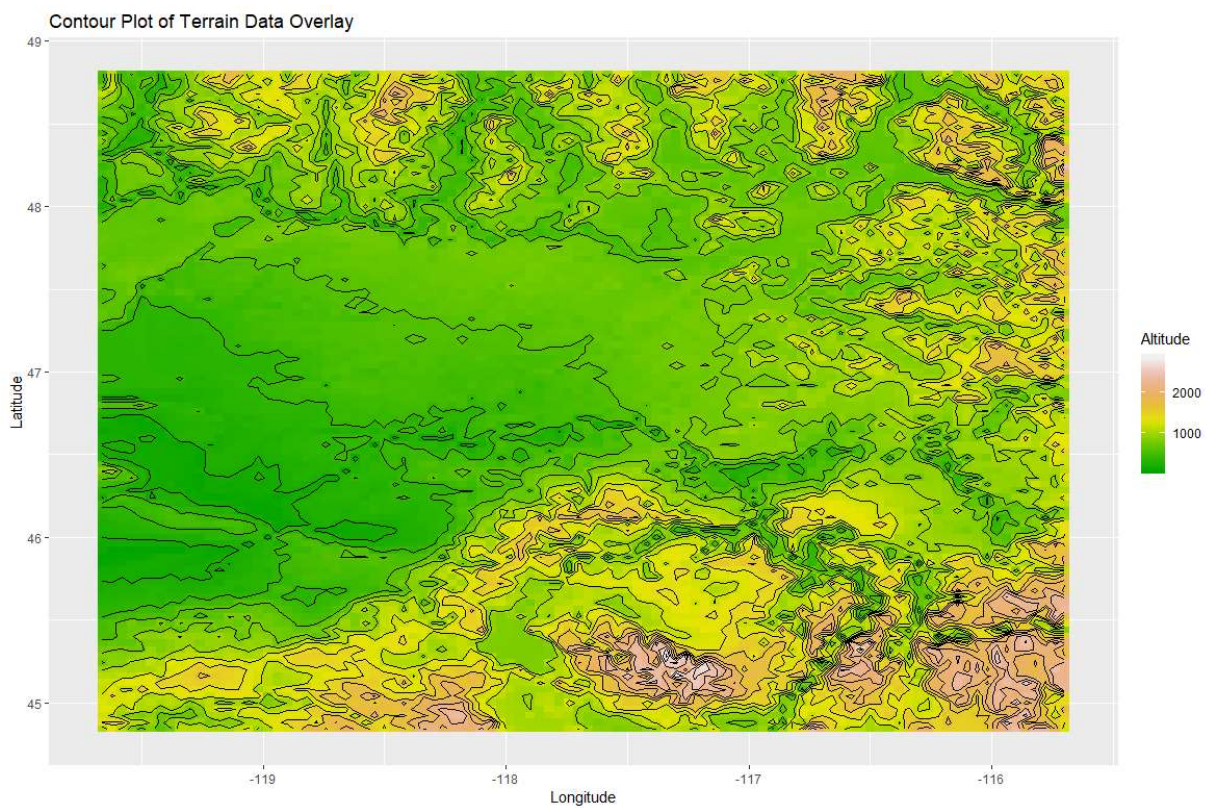 Contour Plot of Terrain Data Overlay
49
48
47
46
45
Latitude
-119
-118
-117
-116
Longitude
Altitude
2000
1000